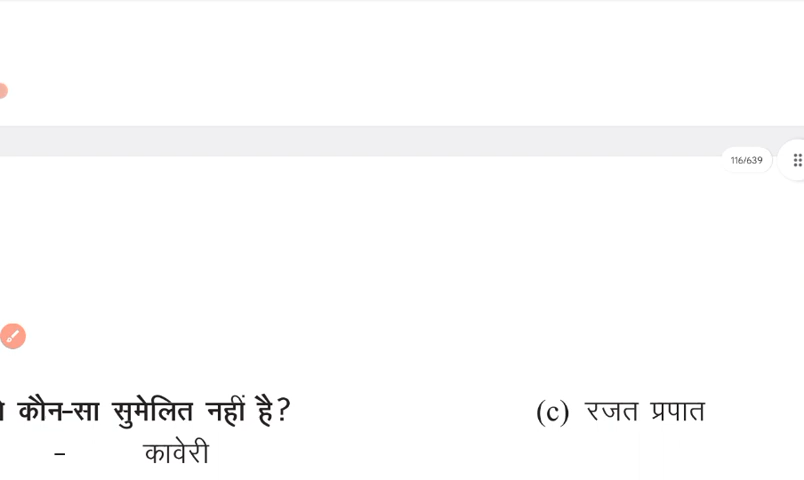 116/639
कौन-सा सुमेलित नहीं है?
- कावेरी
(c) रजत प्रपात